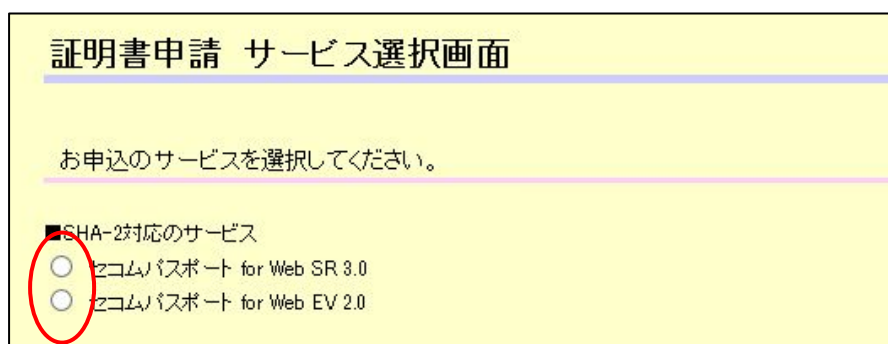 証明書申請 サービス選択画面
お申込のサービスを選択してください。
■SHA-2対応のサービス
セコムパスポート for Web SR 3.0
セコムパスポート for Web EV 2.0